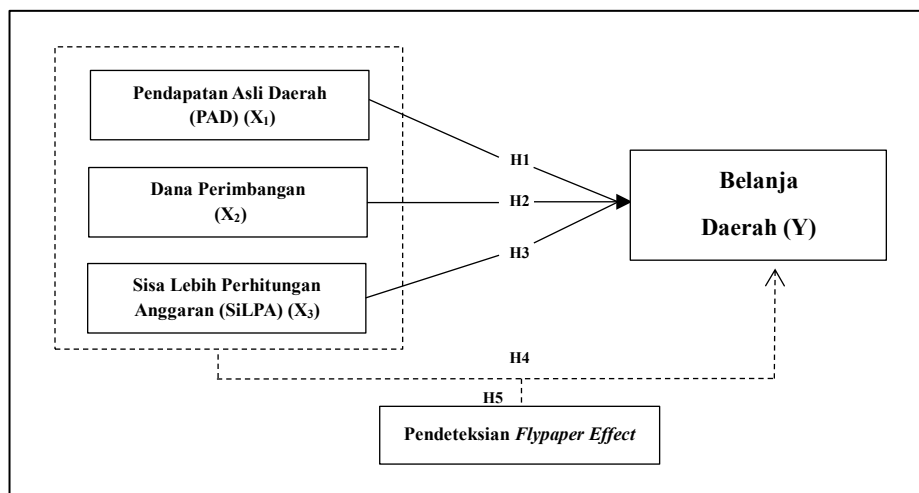 Pendapatan Asli Daerah
(PAD) (X₁)
H1
Dana Perimbangan
(X₂)
H2
Belanja
Daerah (Y)
H3
Sisa Lebih Perhitungan
Anggaran (SiLPA) (X₃)
H4
H5
Pendeteksian Flypaper Effect